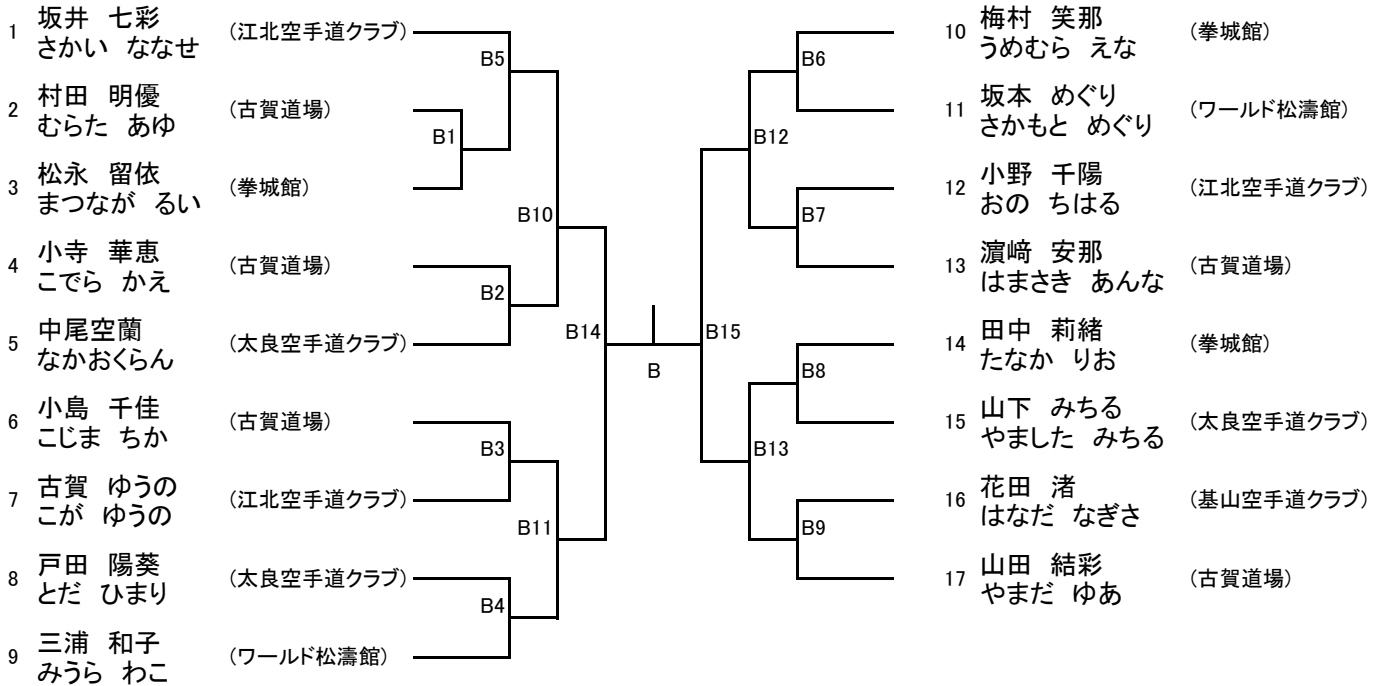 1 坂井 七彩 (江北空手道クラブ)
さかい ななせ
2 村田 明優 (古賀道場)
むらた あゆ
3 松永 留依 (拳城館)
まつなが るい
4 小寺 華恵 (古賀道場)
こでら かえ
5 中尾空蘭 (太良空手道クラブ)
なかおくらん
6 小島 千佳 (古賀道場)
こじま ちか
7 古賀 ゆうの (江北空手道クラブ)
こが ゆうの
8 戸田 陽葵 (太良空手道クラブ)
とだ ひまり
9 三浦 和子 (ワールド松濤館)
みうら わこ
B5
B1
B10
B2
B14
B3
B11
B4
B
B6
B12
B7
B15
B8
B13
B9
10 梅村 笑那 (拳城館)
うめむら えな
11 坂本 めぐり (ワールド松濤館)
さかもと めぐり
12 小野 千陽 (江北空手道クラブ)
おの ちはる
13 濵﨑 安那 (古賀道場)
はまさき あんな
14 田中 莉緒 (拳城館)
たなか りお
15 山下 みちる (太良空手道クラブ)
やました みちる
16 花田 渚 (基山空手道クラブ)
はなだ なぎさ
17 山田 結彩 (古賀道場)
やまだ ゆあ